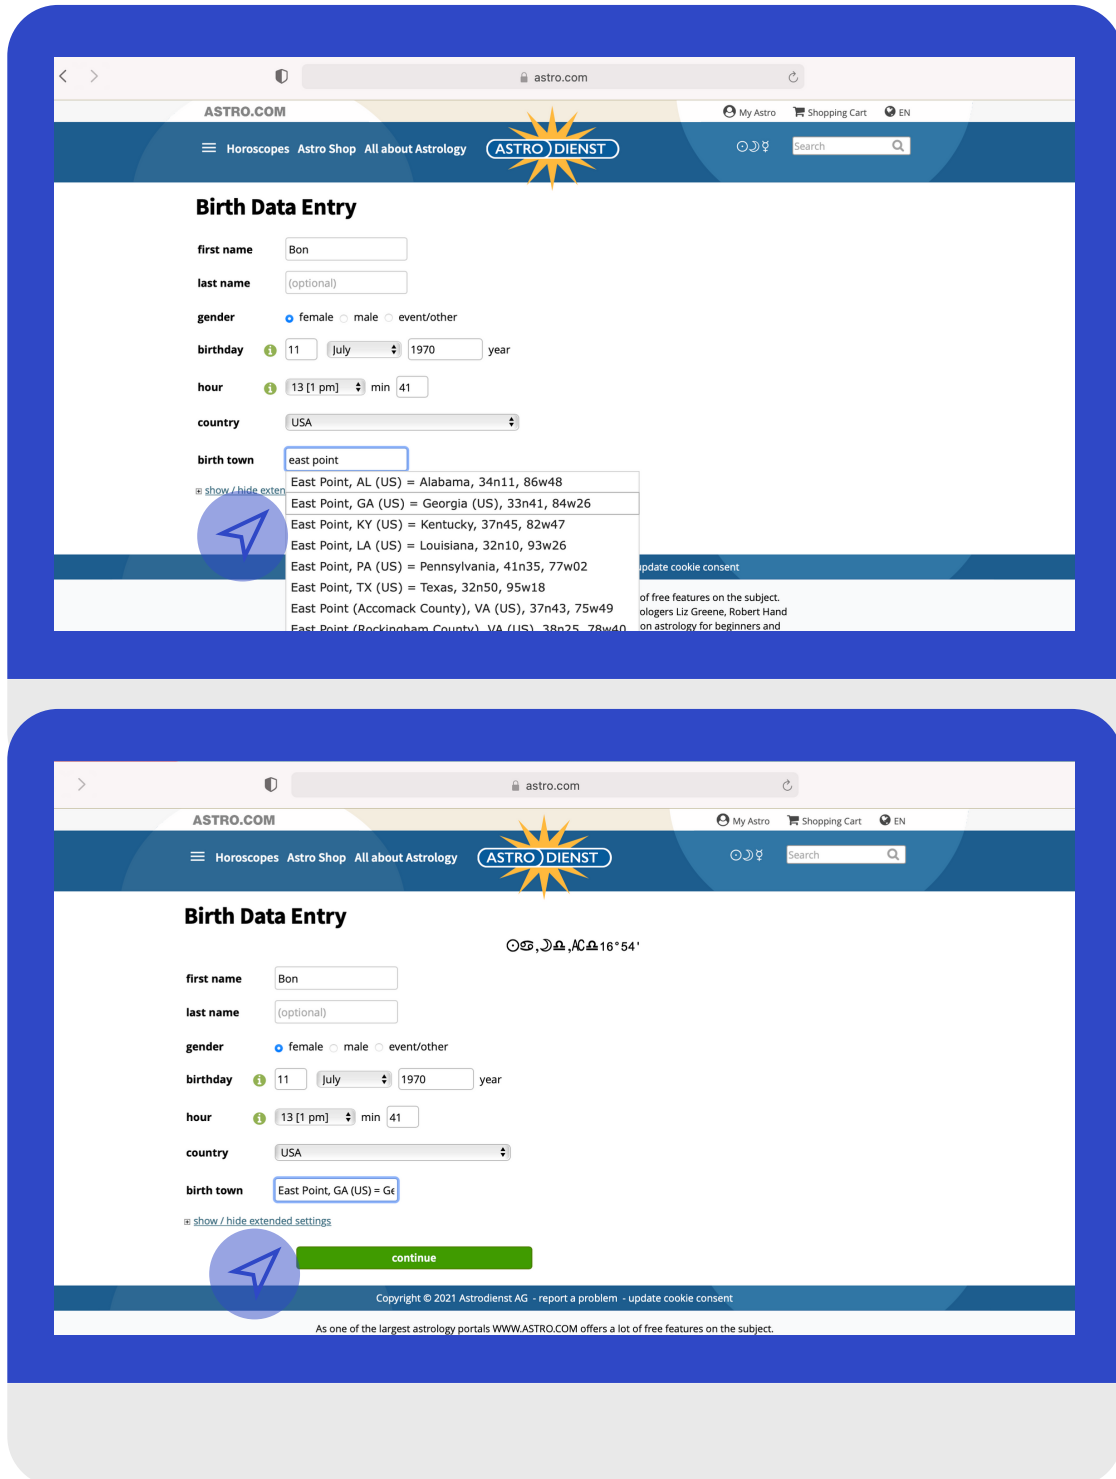 astro.com
ASTRO.COM
My Astro Shopping Cart EN
Horoscopes Astro Shop All about Astrology ASTRO DIENST ☉☽☿ Search
Birth Data Entry
first name Bon
last name (optional)
gender female male event/other
birthday 11 July 1970 year
hour 13 [1 pm] min 41
country USA
birth town east point
East Point, AL (US) = Alabama, 34n11, 86w48
show / hide exten
East Point, GA (US) = Georgia (US), 33n41, 84w26
East Point, KY (US) = Kentucky, 37n45, 82w47
East Point, LA (US) = Louisiana, 32n10, 93w26
East Point, PA (US) = Pennsylvania, 41n35, 77w02 update cookie consent
East Point, TX (US) = Texas, 32n50, 95w18
of free features on the subject.
East Point (Accomack County), VA (US), 37n43, 75w49 ologers Liz Greene, Robert Hand
East Point (Rockingham County), VA (US), 38n25, 78w40 on astrology for beginners and
astro.com
ASTRO.COM
My Astro Shopping Cart EN
Horoscopes Astro Shop All about Astrology ASTRO DIENST ☉☽☿ Search
Birth Data Entry
☉♋,☽♎,AC♎16°54'
first name Bon
last name (optional)
gender female male event/other
birthday 11 July 1970 year
hour 13 [1 pm] min 41
country USA
birth town East Point, GA (US) = Ge
show / hide extended settings
continue
Copyright © 2021 Astrodienst AG - report a problem - update cookie consent
As one of the largest astrology portals WWW.ASTRO.COM offers a lot of free features on the subject.